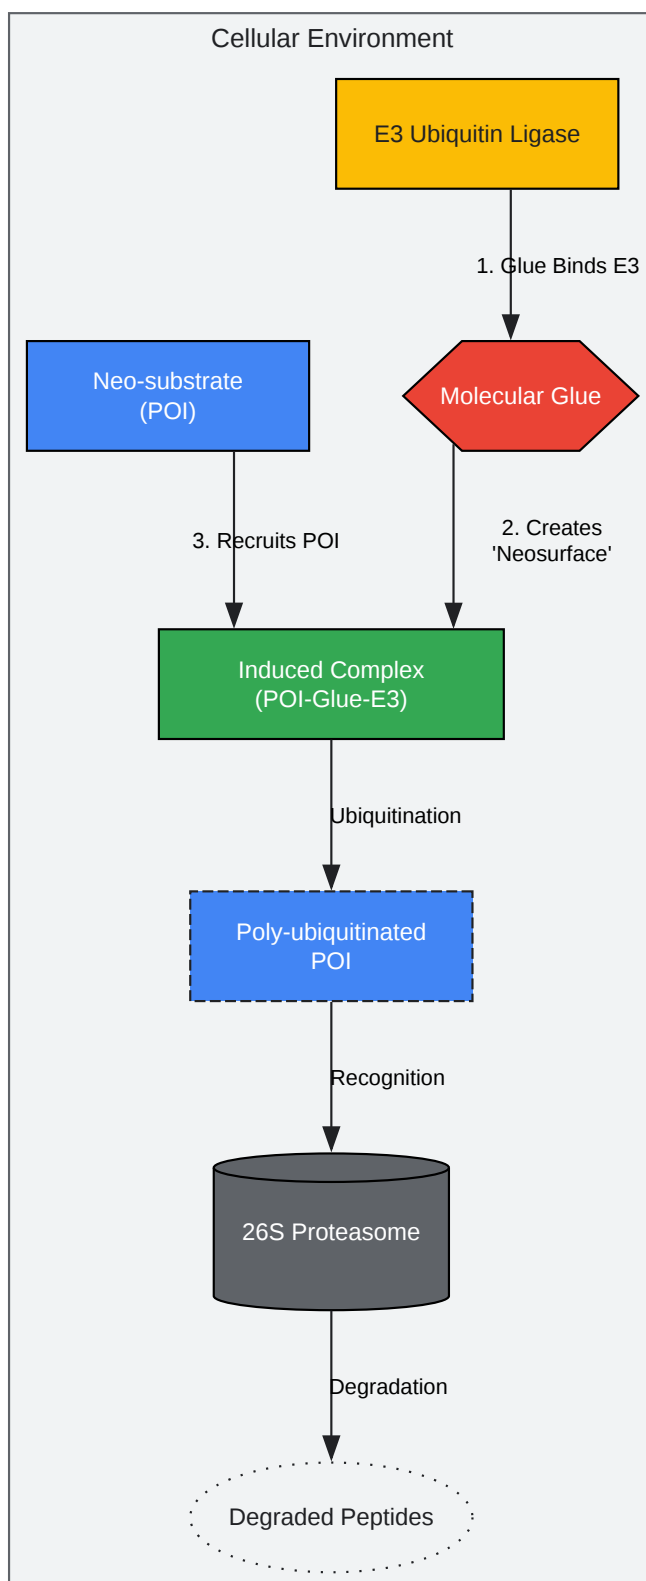 Cellular Environment
E3 Ubiquitin Ligase
1. Glue Binds E3
Neo-substrate
(POI)
Molecular Glue
3. Recruits POI
2. Creates
'Neosurface'
Induced Complex
(POI-Glue-E3)
Ubiquitination
Poly-ubiquitinated
POI
Recognition
26S Proteasome
Degradation
Degraded Peptides